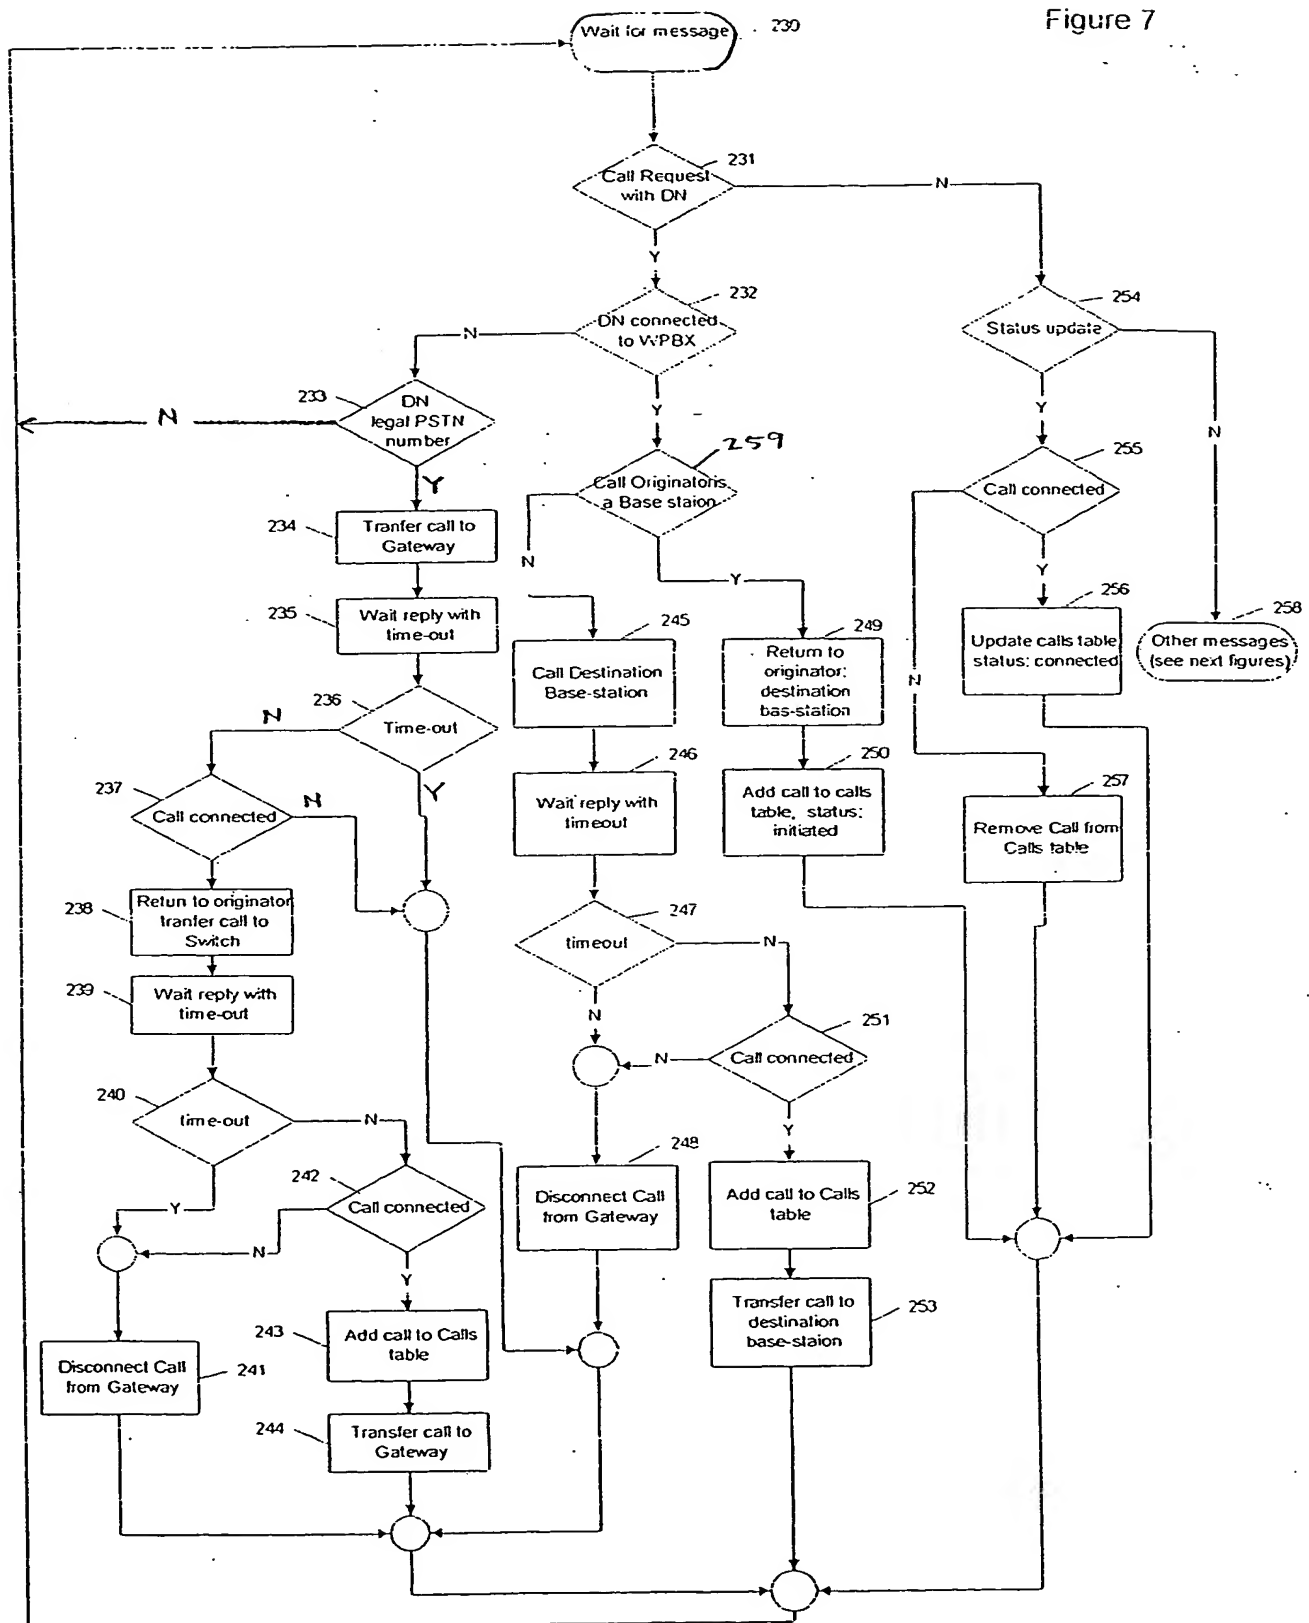 Figure 7
Wait for message
230
231
Call Request
with DN
N
Y
232
DN connected
to WPBX
N
254
Status update
233
DN
legal PSTN
number
N
Y
Y
N
259
Call Originatoris
a Base staion
255
Call connected
Y
234
Tranfer call to
Gateway
N
Y
Y
235
Wait reply with
time-out
245
Call Destination
Base-station
249
Return to
originator:
destination
bas-station
256
Update calls table
status: connected
258
Other messages
(see next figures)
N
236
Time-out
N
Y
246
Wait reply with
timeout
250
Add call to calls
table, status:
initiated
237
Call connected
N
257
Remove Call from
Calls table
238
Return to originator
tranfer call to
Switch
247
timeout
N
239
Wait reply with
time-out
N
251
Call connected
N
240
time-out
N
Y
248
Disconnect Call
from Gateway
252
Add call to Calls
table
242
Call connected
Y
N
Y
253
Transfer call to
destination
base-staion
243
Add call to Calls
table
241
Disconnect Call
from Gateway
244
Transfer call to
Gateway